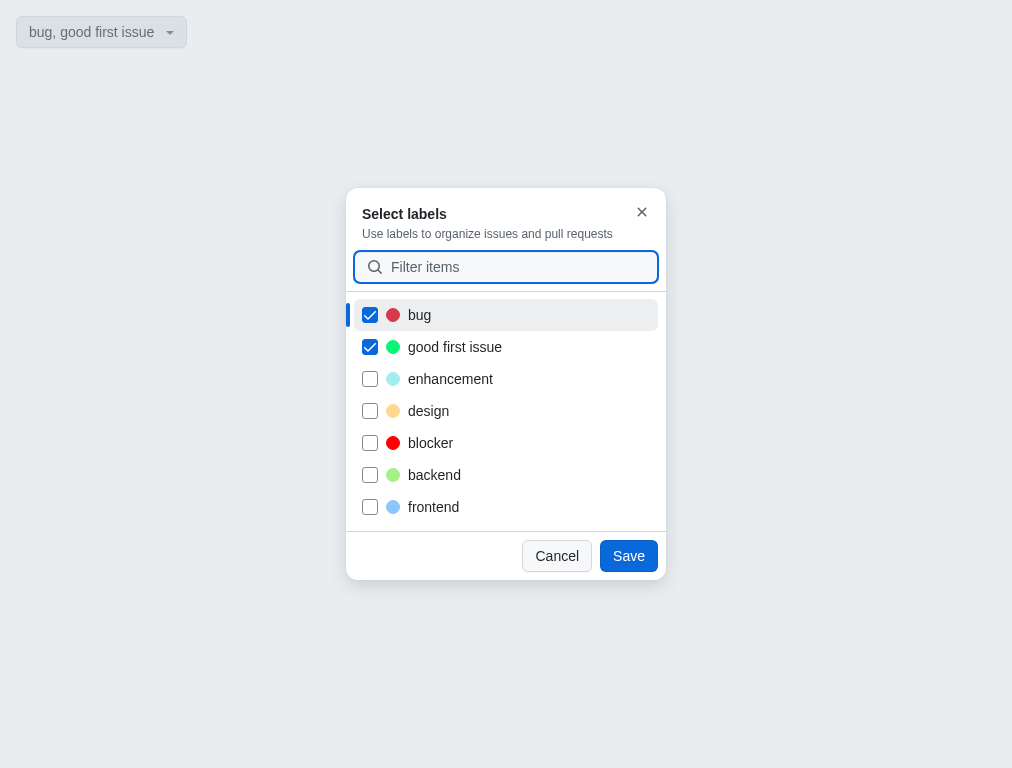 bug, good first issue
Select labels
Use labels to organize issues and pull requests
Filter items
bug
good first issue
enhancement
design
blocker
backend
frontend
Cancel Save